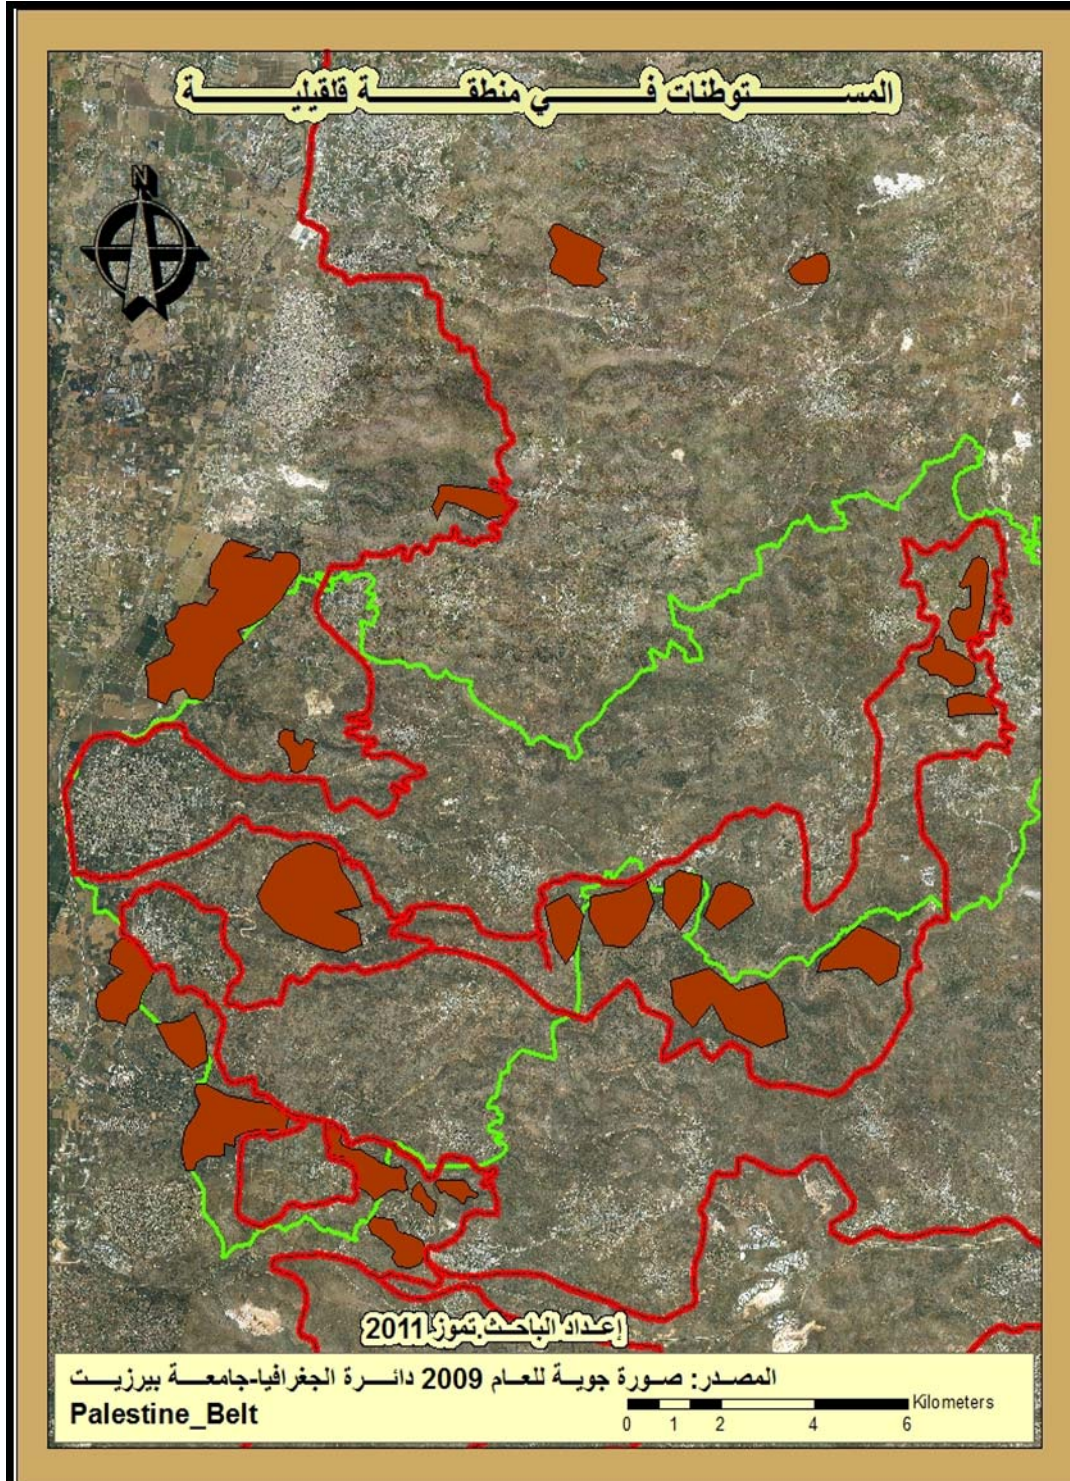 المستوطنات في منطقة قلقيلية
N
إعداد الباحث.تموز 2011
المصدر: صورة جوية للعام 2009 دائرة الجغرافيا-جامعة بيرزيت
Palestine_Belt
Kilometers
0 1 2 4 6